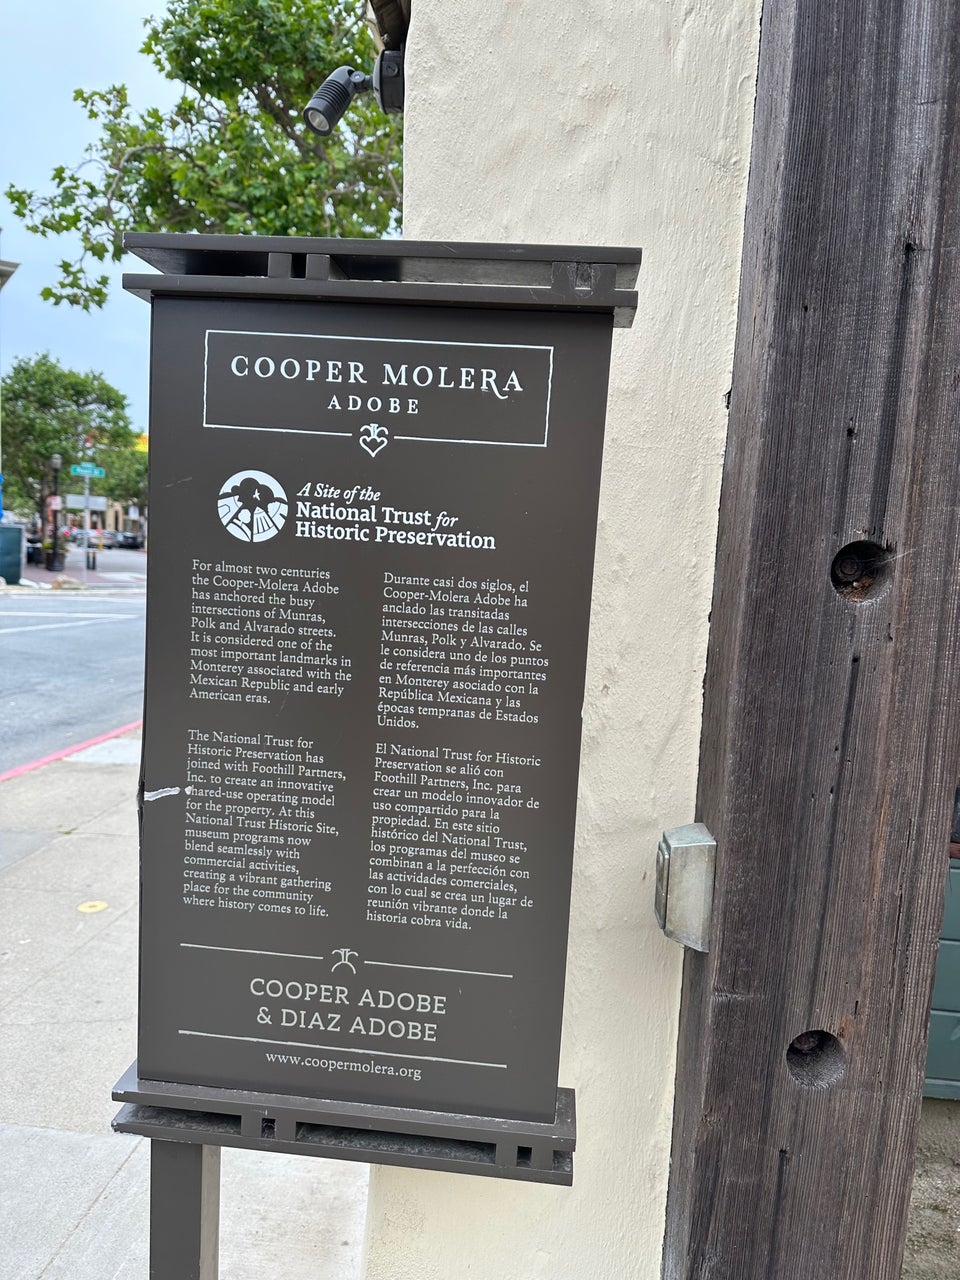 COOPER MOLERA
ADOBE
A Site of the
National Trust for
Historic Preservation
For almost two centuries
the Cooper-Molera Adobe
has anchored the busy
intersections of Munras,
Polk and Alvarado streets.
It is considered one of the
most important landmarks in
Monterey associated with the
Mexican Republic and early
American eras.
The National Trust for
Historic Preservation has
joined with Foothill Partners,
Inc. to create an innovative
shared-use operating model
for the property. At this
National Trust Historic Site,
museum programs now
blend seamlessly with
commercial activities,
creating a vibrant gathering
place for the community
where history comes to life.
Durante casi dos siglos, el
Cooper-Molera Adobe ha
anclado las transitadas
intersecciones de las calles
Munras, Polk y Alvarado. Se
le considera uno de los puntos
de referencia más importantes
en Monterey asociado con la
República Mexicana y las
épocas tempranas de Estados
Unidos.
El National Trust for Historic
Preservation se alió con
Foothill Partners, Inc. para
crear un modelo innovador de
uso compartido para la
propiedad. En este sitio
histórico del National Trust,
los programas del museo se
combinan a la perfección con
las actividades comerciales,
con lo cual se crea un lugar de
reunión vibrante donde la
historia cobra vida.
COOPER ADOBE
& DIAZ ADOBE
www.coopermolera.org